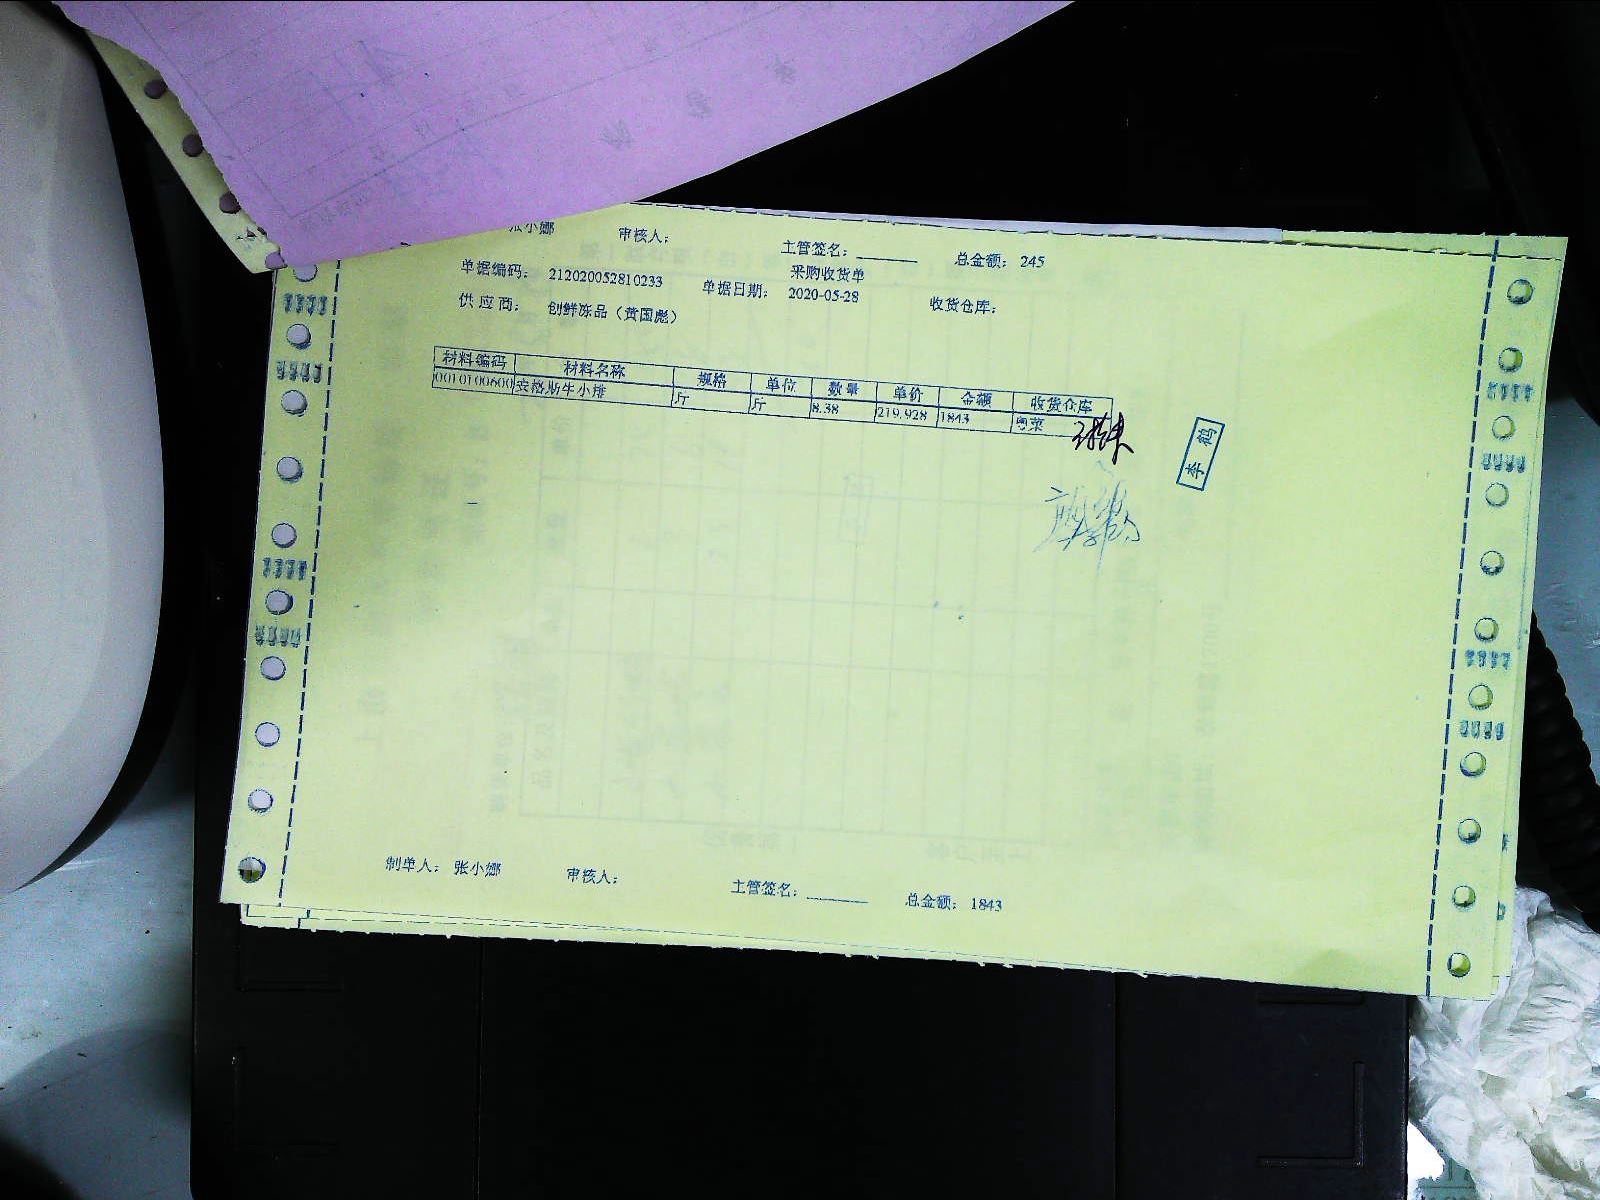 张小娜 审核人： 主管签名：______ 总金额： 245
采购收货单
单据编码： 212020052810233 单据日期： 2020-05-28 收货仓库：
供 应 商： 创鲜冻品（黄国彪）
材料编码 材料名称 规格 单位 数量 单价 金额 收货仓库
0010100600 安格斯牛小排 斤 斤 8.38 219.928 1843 粤菜
李鹤
制单人： 张小娜 审核人： 主管签名：______ 总金额： 1843